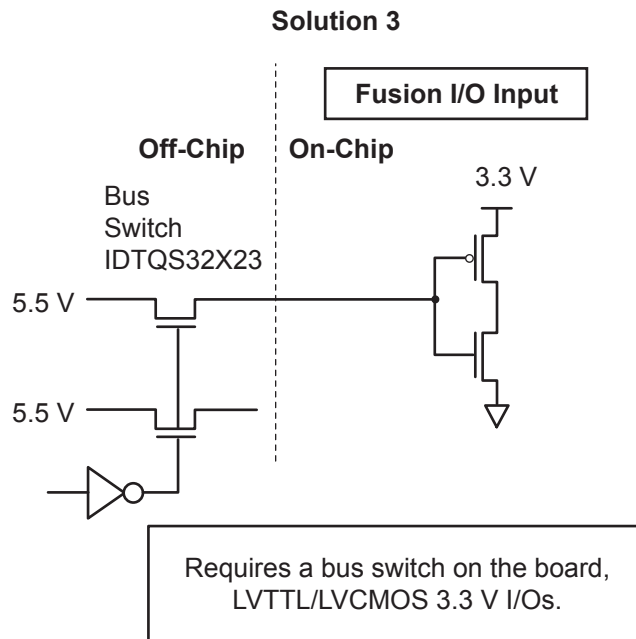 Solution 3
Fusion I/O Input
Off-Chip
On-Chip
Bus
Switch
IDTQS32X23
3.3 V
5.5 V
5.5 V
Requires a bus switch on the board,
LVTTL/LVCMOS 3.3 V I/Os.